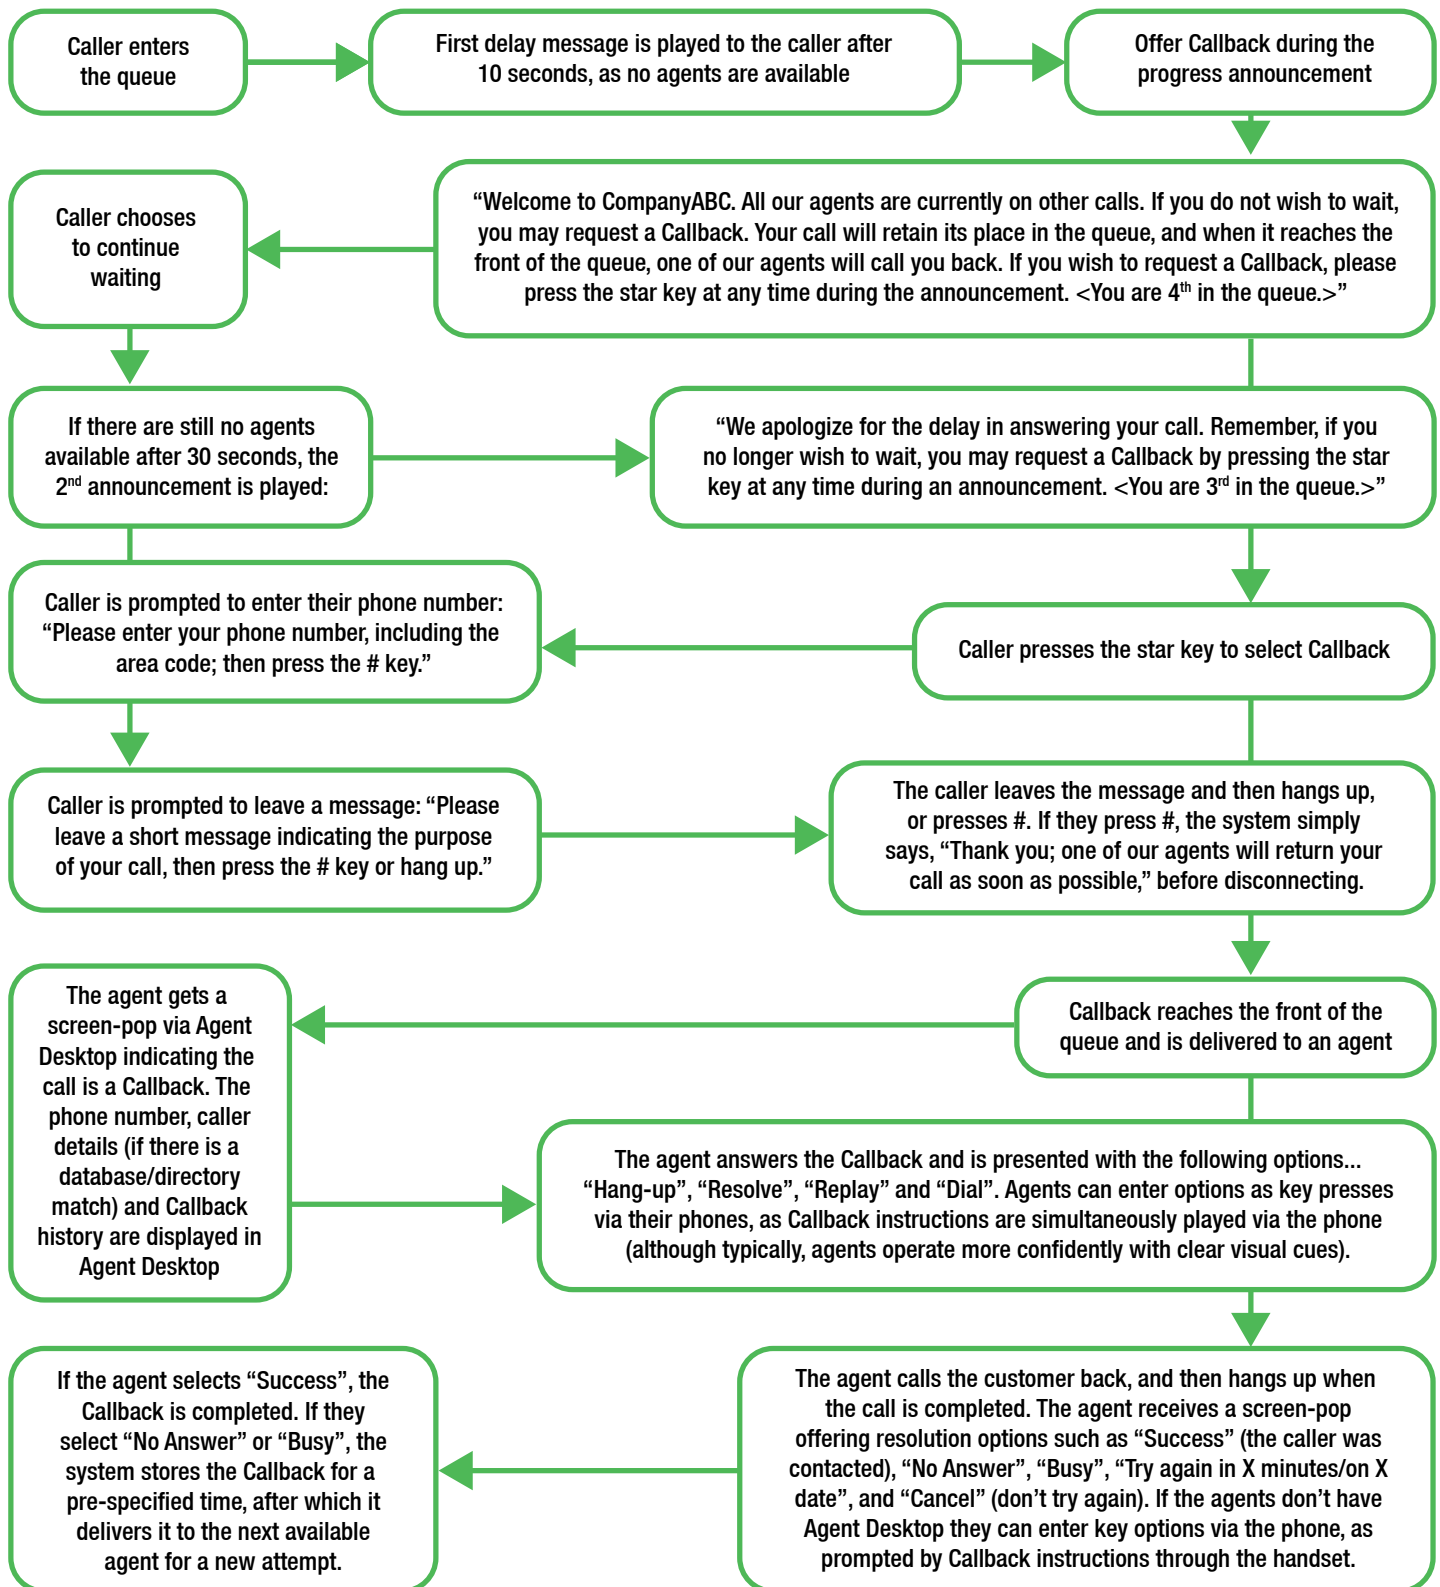 Caller enters
the queue
First delay message is played to the caller after
10 seconds, as no agents are available
Offer Callback during the
progress announcement
“Welcome to CompanyABC. All our agents are currently on other calls. If you do not wish to wait,
you may request a Callback. Your call will retain its place in the queue, and when it reaches the
front of the queue, one of our agents will call you back. If you wish to request a Callback, please
press the star key at any time during the announcement. <You are 4th in the queue.>”
Caller chooses
to continue
waiting
If there are still no agents
available after 30 seconds, the
2nd announcement is played:
“We apologize for the delay in answering your call. Remember, if you
no longer wish to wait, you may request a Callback by pressing the star
key at any time during an announcement. <You are 3rd in the queue.>”
Caller presses the star key to select Callback
Caller is prompted to enter their phone number:
“Please enter your phone number, including the
area code; then press the # key.”
Caller is prompted to leave a message: “Please
leave a short message indicating the purpose
of your call, then press the # key or hang up.”
The caller leaves the message and then hangs up,
or presses #. If they press #, the system simply
says, “Thank you; one of our agents will return your
call as soon as possible,” before disconnecting.
Callback reaches the front of the
queue and is delivered to an agent
The agent gets a
screen-pop via Agent
Desktop indicating the
call is a Callback. The
phone number, caller
details (if there is a
database/directory
match) and Callback
history are displayed in
Agent Desktop
The agent answers the Callback and is presented with the following options...
“Hang-up”, “Resolve”, “Replay” and “Dial”. Agents can enter options as key presses
via their phones, as Callback instructions are simultaneously played via the phone
(although typically, agents operate more confidently with clear visual cues).
The agent calls the customer back, and then hangs up when
the call is completed. The agent receives a screen-pop
offering resolution options such as “Success” (the caller was
contacted), “No Answer”, “Busy”, “Try again in X minutes/on X
date”, and “Cancel” (don’t try again). If the agents don’t have
Agent Desktop they can enter key options via the phone, as
prompted by Callback instructions through the handset.
If the agent selects “Success”, the
Callback is completed. If they
select “No Answer” or “Busy”, the
system stores the Callback for a
pre-specified time, after which it
delivers it to the next available
agent for a new attempt.